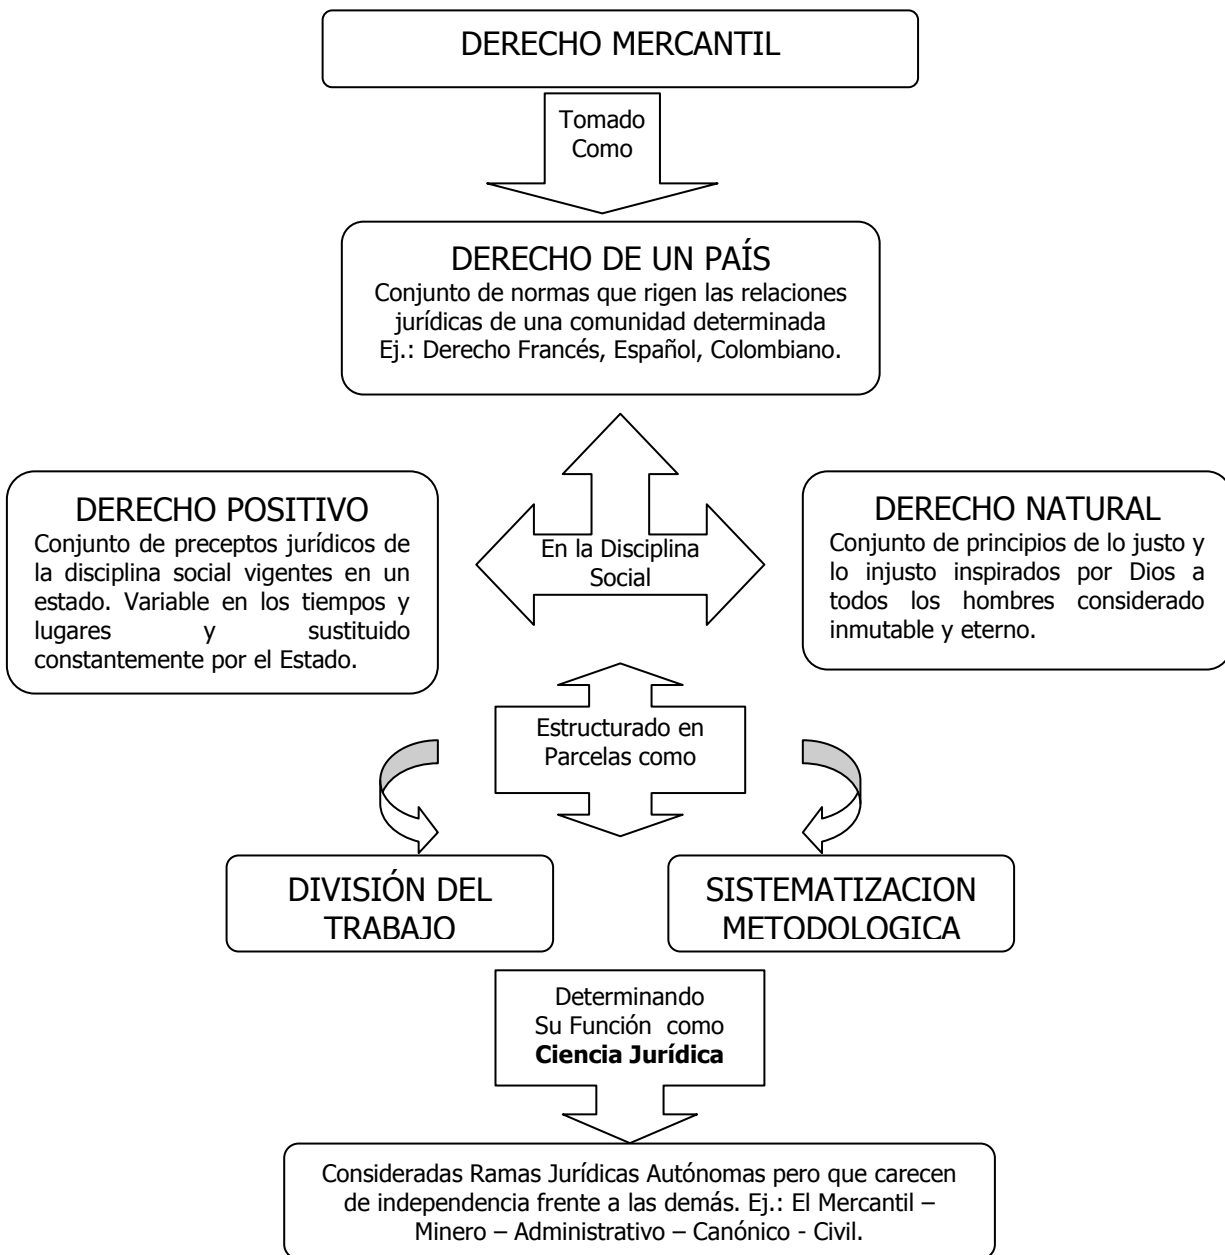 DERECHO MERCANTIL
Tomado
Como
DERECHO DE UN PAÍS
Conjunto de normas que rigen las relaciones
jurídicas de una comunidad determinada
Ej.: Derecho Francés, Español, Colombiano.
DERECHO POSITIVO
Conjunto de preceptos jurídicos de
la disciplina social vigentes en un
estado. Variable en los tiempos y
lugares y sustituido
constantemente por el Estado.
En la Disciplina
Social
DERECHO NATURAL
Conjunto de principios de lo justo y
lo injusto inspirados por Dios a
todos los hombres considerado
inmutable y eterno.
Estructurado en
Parcelas como
DIVISIÓN DEL
TRABAJO
SISTEMATIZACION
METODOLOGICA
Determinando
Su Función como
Ciencia Jurídica
Consideradas Ramas Jurídicas Autónomas pero que carecen
de independencia frente a las demás. Ej.: El Mercantil –
Minero – Administrativo – Canónico - Civil.